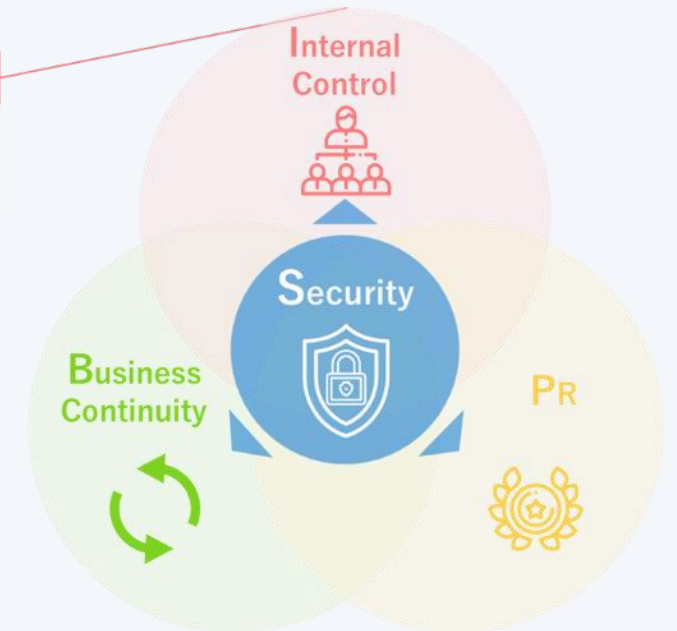 Internal
Control
Security
Business
Continuity
PR